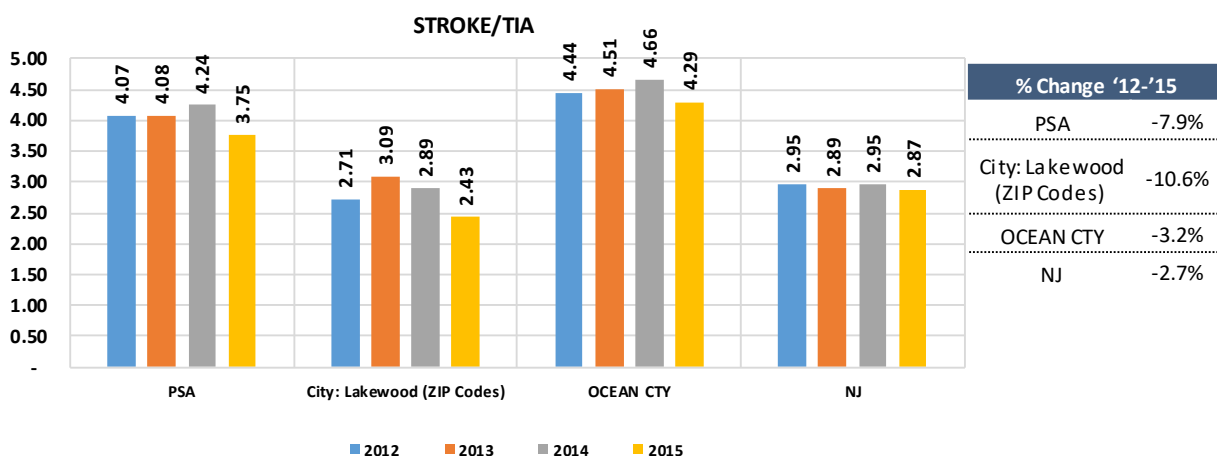 STROKE/TIA
5.00
4.50
4.00
3.50
3.00
2.50
2.00
1.50
1.00
0.50
-
4.07
4.08
4.24
3.75
2.71
3.09
2.89
2.43
4.44
4.51
4.66
4.29
2.95
2.89
2.95
2.87
PSA
City: Lakewood (ZIP Codes)
OCEAN CTY
NJ
2012
2013
2014
2015
% Change ‘12-’15
PSA -7.9%
City: Lakewood
(ZIP Codes) -10.6%
OCEAN CTY -3.2%
NJ -2.7%